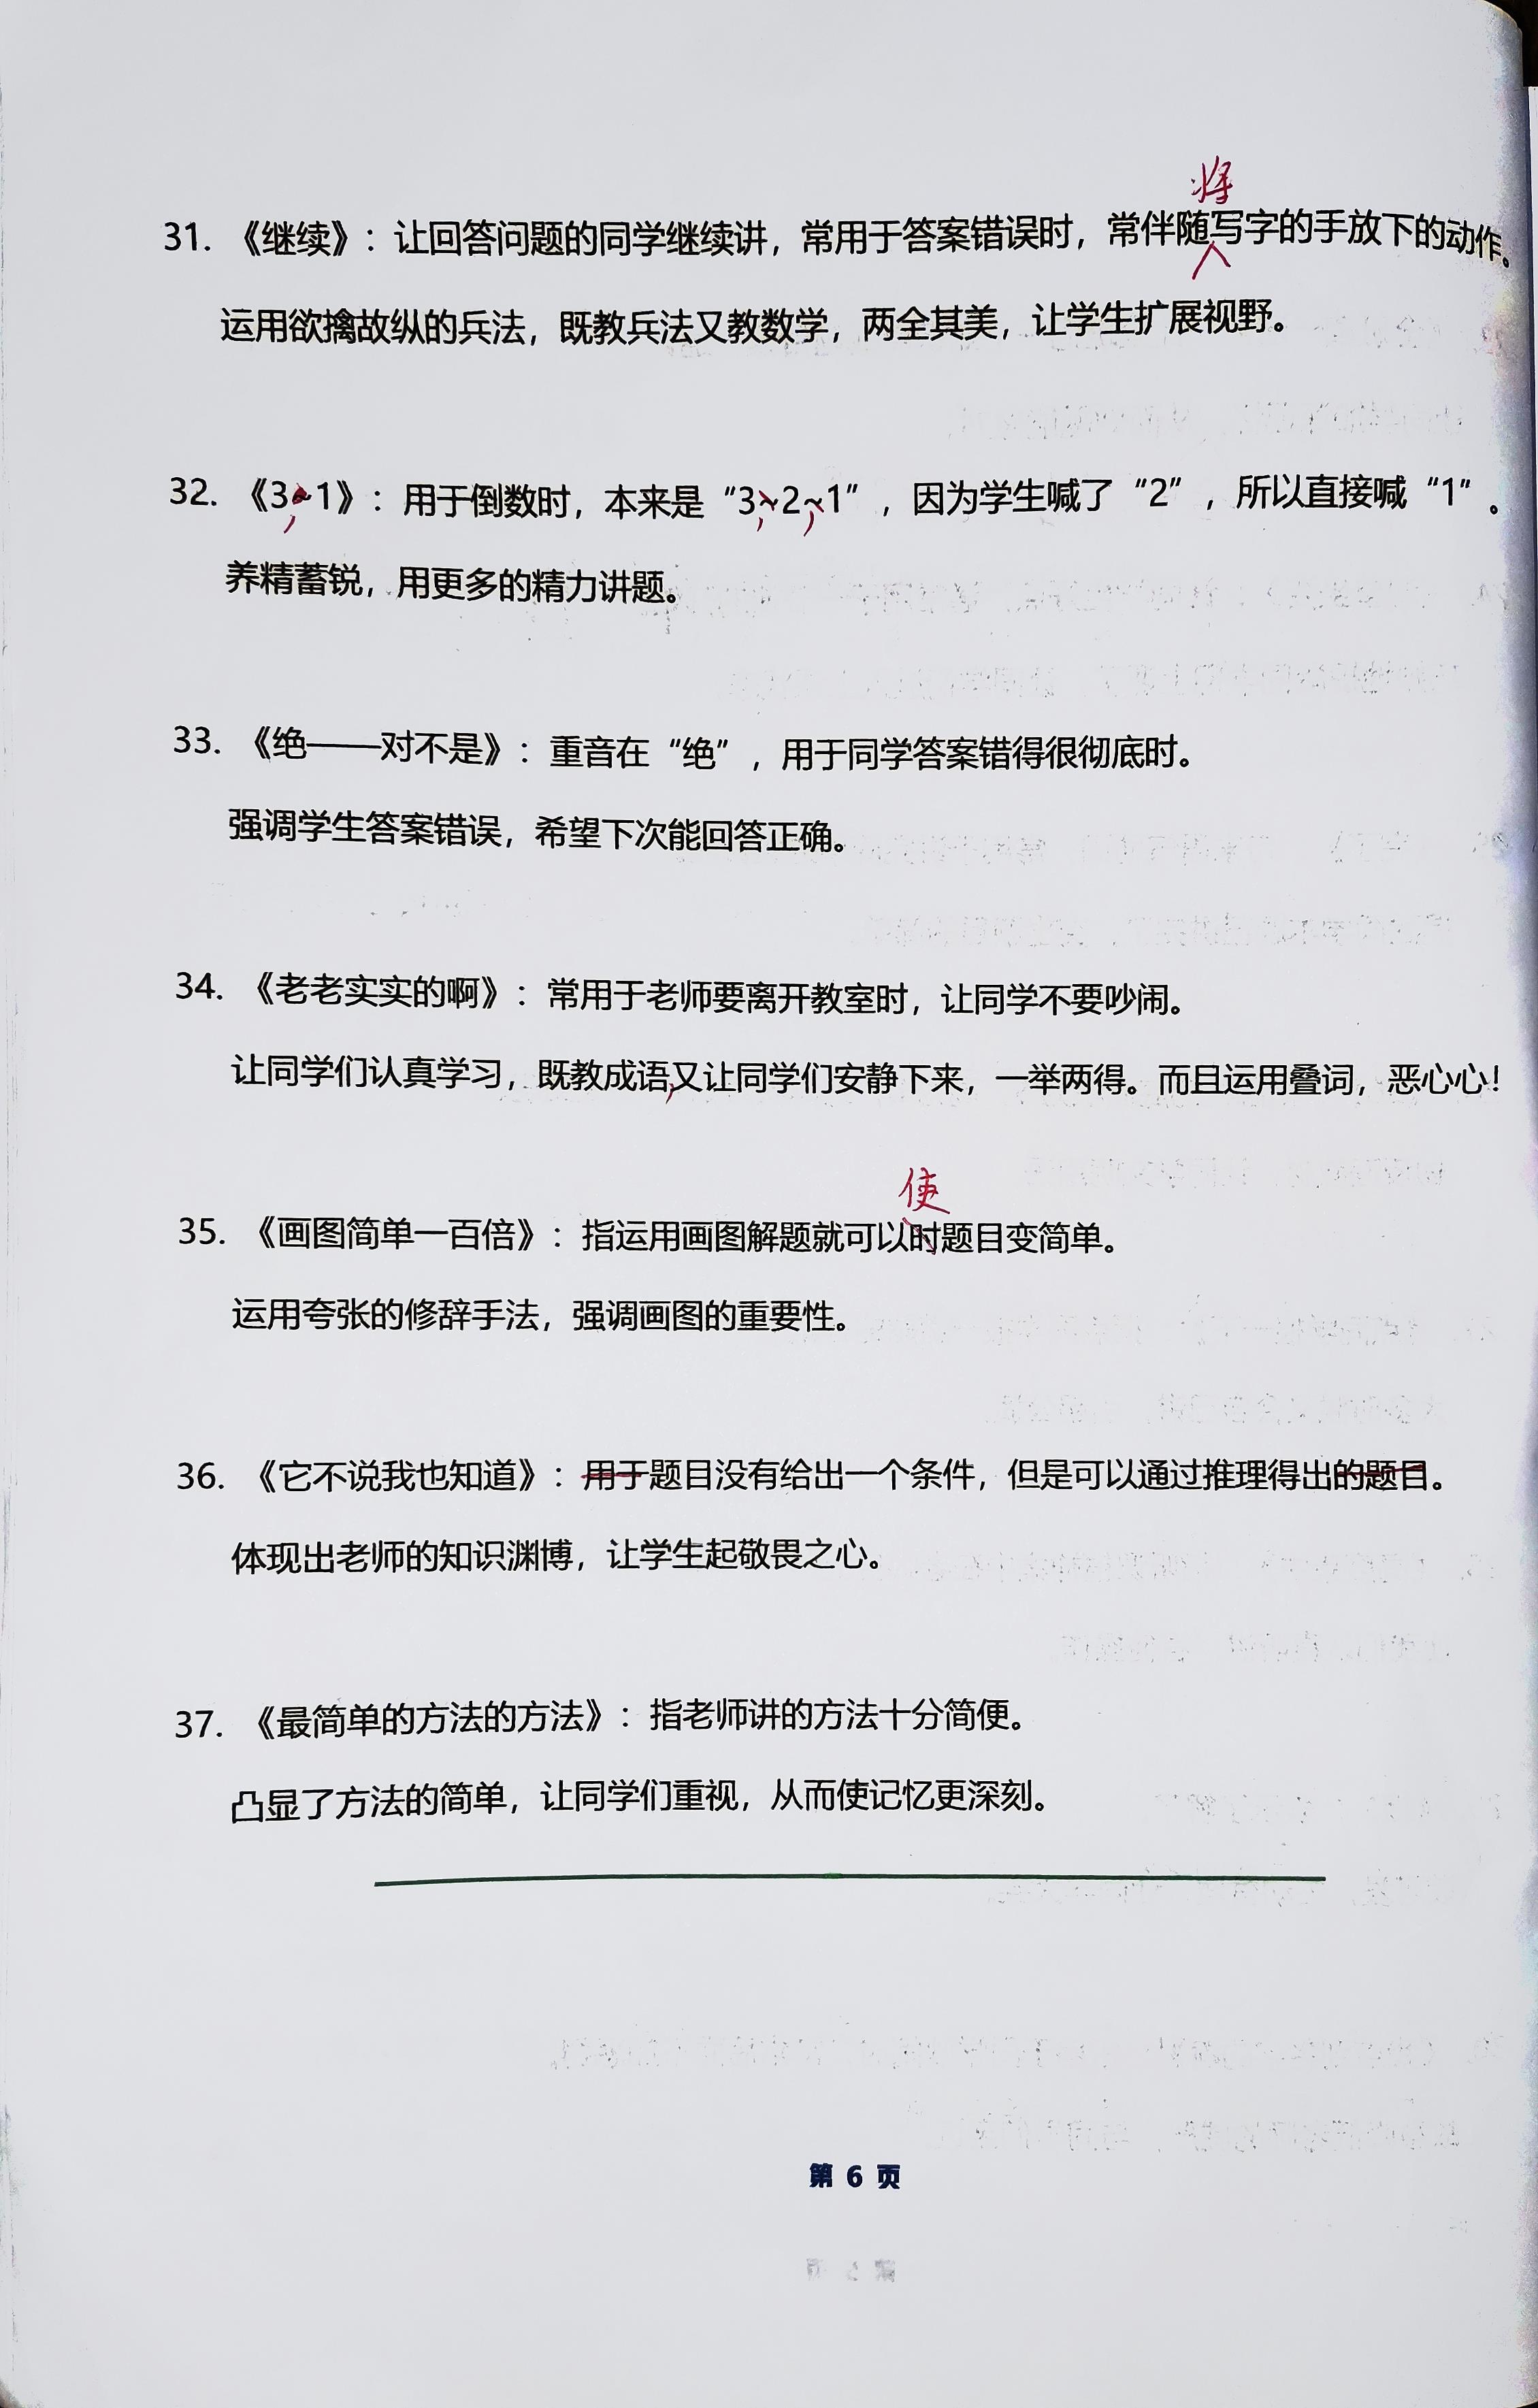 将
31. 《继续》：让回答问题的同学继续讲，常用于答案错误时，常伴随写字的手放下的动作。
运用欲擒故纵的兵法，既教兵法又教数学，两全其美，让学生扩展视野。
32. 《3~1》：用于倒数时，本来是“3~2~1”，因为学生喊了“2”，所以直接喊“1”。
养精蓄锐，用更多的精力讲题。
33. 《绝——对不是》：重音在“绝”，用于同学答案错得很彻底时。
强调学生答案错误，希望下次能回答正确。
34. 《老老实实的啊》：常用于老师要离开教室时，让同学不要吵闹。
让同学们认真学习，既教成语，又让同学们安静下来，一举两得。而且运用叠词，恶心心！
使
35. 《画图简单一百倍》：指运用画图解题就可以时题目变简单。
运用夸张的修辞手法，强调画图的重要性。
36. 《它不说我也知道》：用于题目没有给出一个条件，但是可以通过推理得出的题目。
体现出老师的知识渊博，让学生起敬畏之心。
37. 《最简单的方法的方法》：指老师讲的方法十分简便。
凸显了方法的简单，让同学们重视，从而使记忆更深刻。
第 6 页